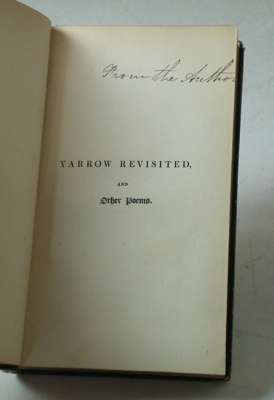 From the Author
YARROW REVISITED,
AND
Other Poems.